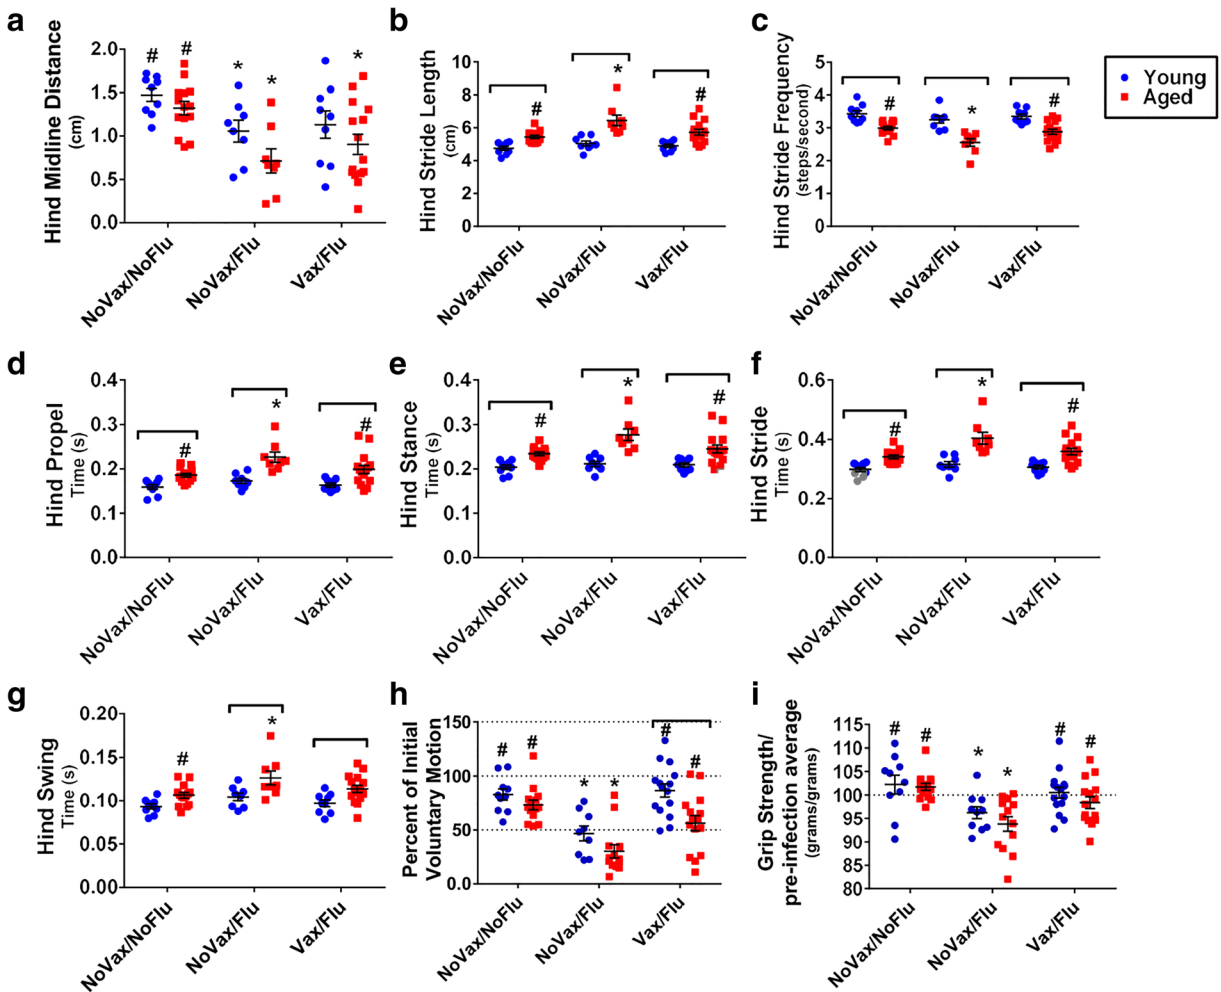 a
Hind Midline Distance
(cm)
2.0
1.5
1.0
0.5
0.0
# # * * *
NoVax/NoFlu
NoVax/Flu
Vax/Flu
b
Hind Stride Length
(cm)
10
8
6
4
2
0
# * #
NoVax/NoFlu
NoVax/Flu
Vax/Flu
c
Hind Stride Frequency
(steps/second)
5
4
3
2
1
0
# * #
NoVax/NoFlu
NoVax/Flu
Vax/Flu
Young
Aged
d
Hind Propel
Time (s)
0.4
0.3
0.2
0.1
0.0
# * #
NoVax/NoFlu
NoVax/Flu
Vax/Flu
e
Hind Stance
Time (s)
0.4
0.3
0.2
0.1
0.0
# * #
NoVax/NoFlu
NoVax/Flu
Vax/Flu
f
Hind Stride
Time (s)
0.6
0.4
0.2
0.0
# * #
NoVax/NoFlu
NoVax/Flu
Vax/Flu
g
Hind Swing
Time (s)
0.20
0.15
0.10
0.05
0.00
# *
NoVax/NoFlu
NoVax/Flu
Vax/Flu
h
Percent of Initial
Voluntary Motion
150
100
50
0.0
# # * * # #
NoVax/NoFlu
NoVax/Flu
Vax/Flu
i
Grip Strength/
pre-infection average
(grams/grams)
115
110
105
100
95
90
85
80
# # * * # #
NoVax/NoFlu
NoVax/Flu
Vax/Flu